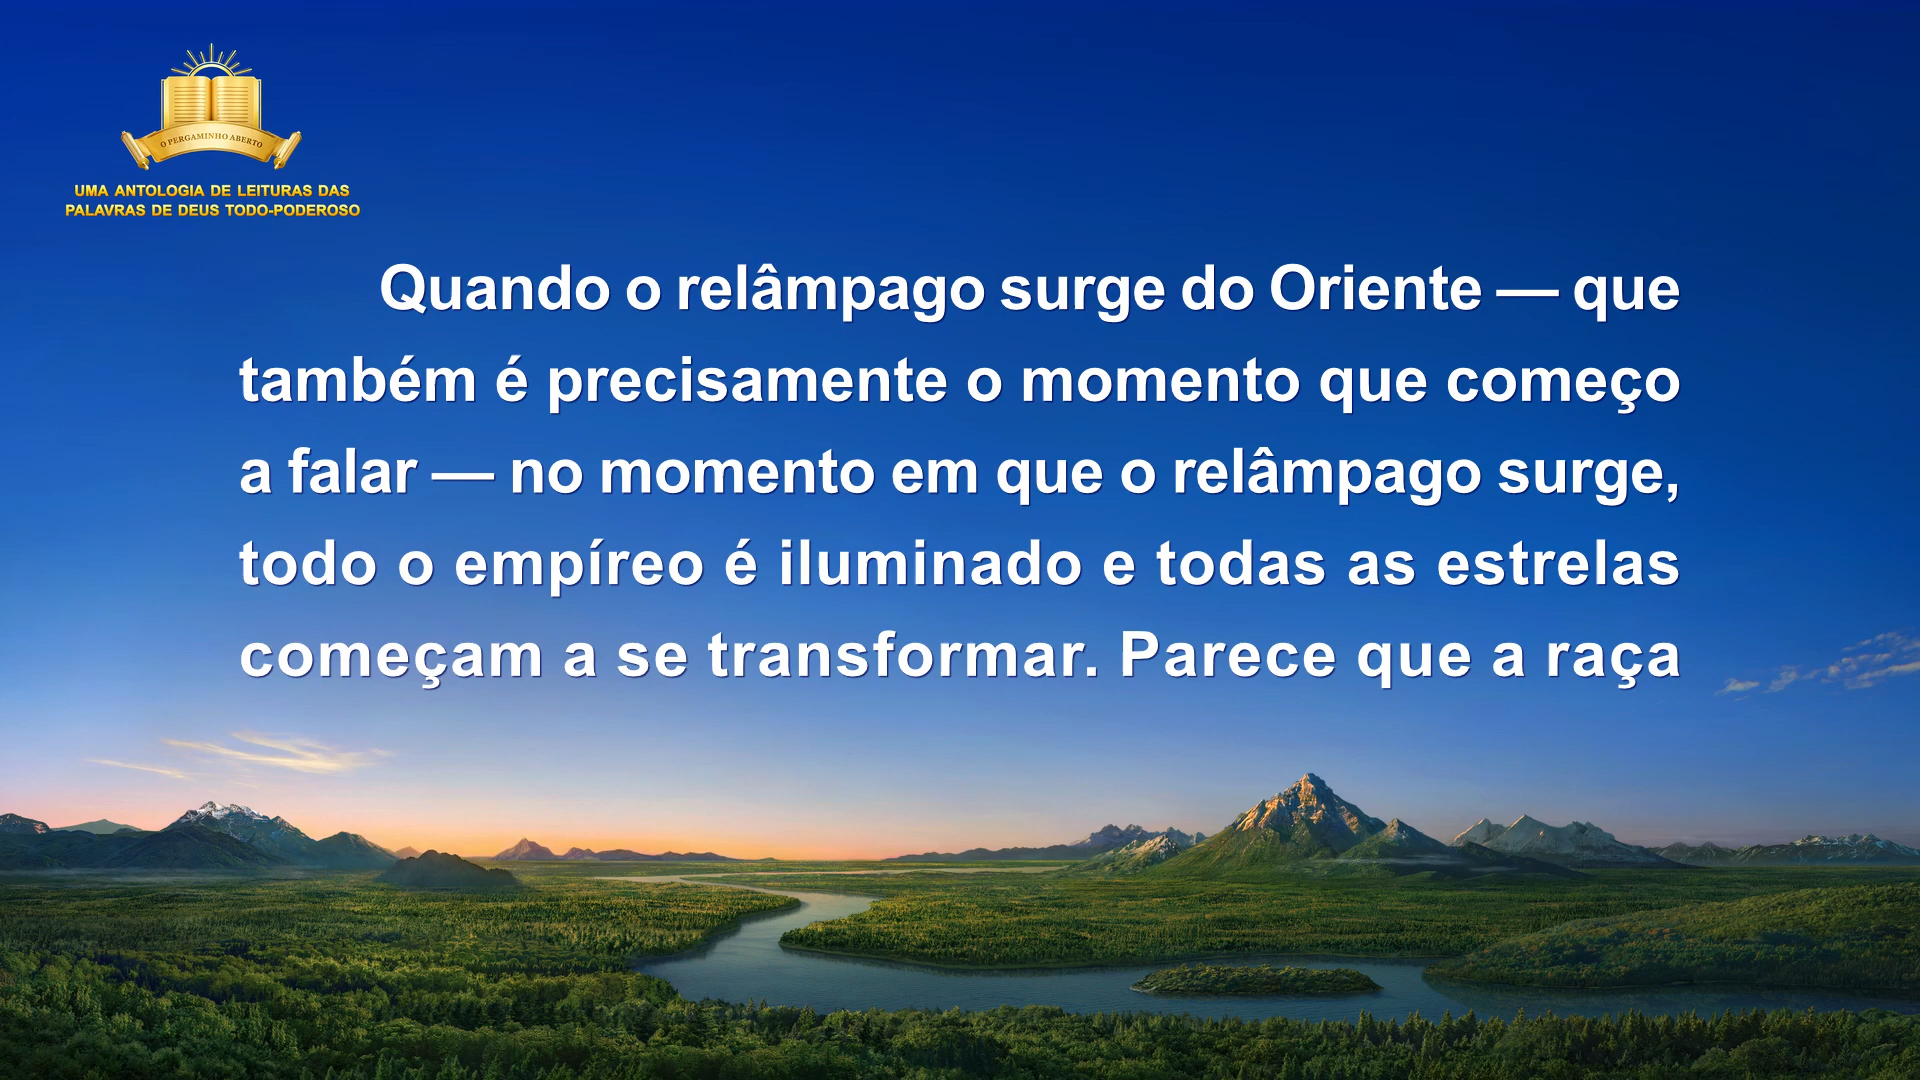 O PERGAMINHO ABERTO
UMA ANTOLOGIA DE LEITURAS DAS
PALAVRAS DE DEUS TODO-PODEROSO
Quando o relâmpago surge do Oriente — que
também é precisamente o momento que começo
a falar — no momento em que o relâmpago surge,
todo o empíreo é iluminado e todas as estrelas
começam a se transformar. Parece que a raça